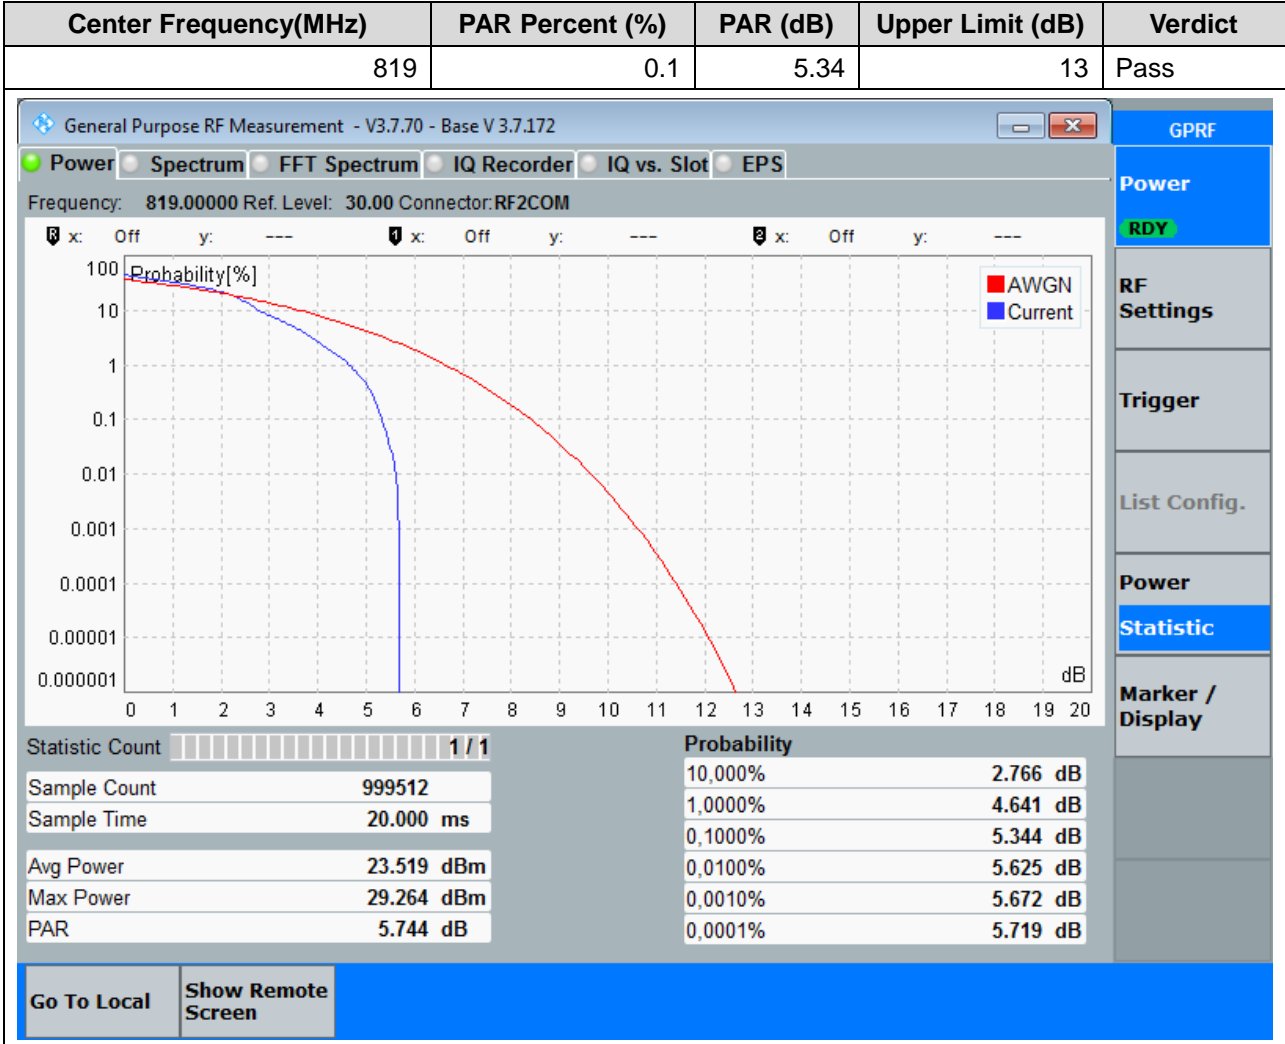 Center Frequency(MHz) PAR Percent (%) PAR (dB) Upper Limit (dB) Verdict
819 0.1 5.34 13 Pass
General Purpose RF Measurement - V3.7.70 - Base V 3.7.172
GPRF
Power Spectrum FFT Spectrum IQ Recorder IQ vs. Slot EPS
Frequency: 819.00000 Ref. Level: 30.00 Connector:RF2COM
R x: Off y: --- 1 x: Off y: --- 2 x: Off y: ---
Probability[%]
100
10
1
0.1
0.01
0.001
0.0001
0.00001
0.000001
AWGN
Current
dB
0 1 2 3 4 5 6 7 8 9 10 11 12 13 14 15 16 17 18 19 20
Statistic Count 1 / 1
Sample Count 999512
Sample Time 20.000 ms
Avg Power 23.519 dBm
Max Power 29.264 dBm
PAR 5.744 dB
Probability
10,000% 2.766 dB
1,0000% 4.641 dB
0,1000% 5.344 dB
0,0100% 5.625 dB
0,0010% 5.672 dB
0,0001% 5.719 dB
Power
RDY
RF
Settings
Trigger
List Config.
Power
Statistic
Marker /
Display
Go To Local
Show Remote
Screen